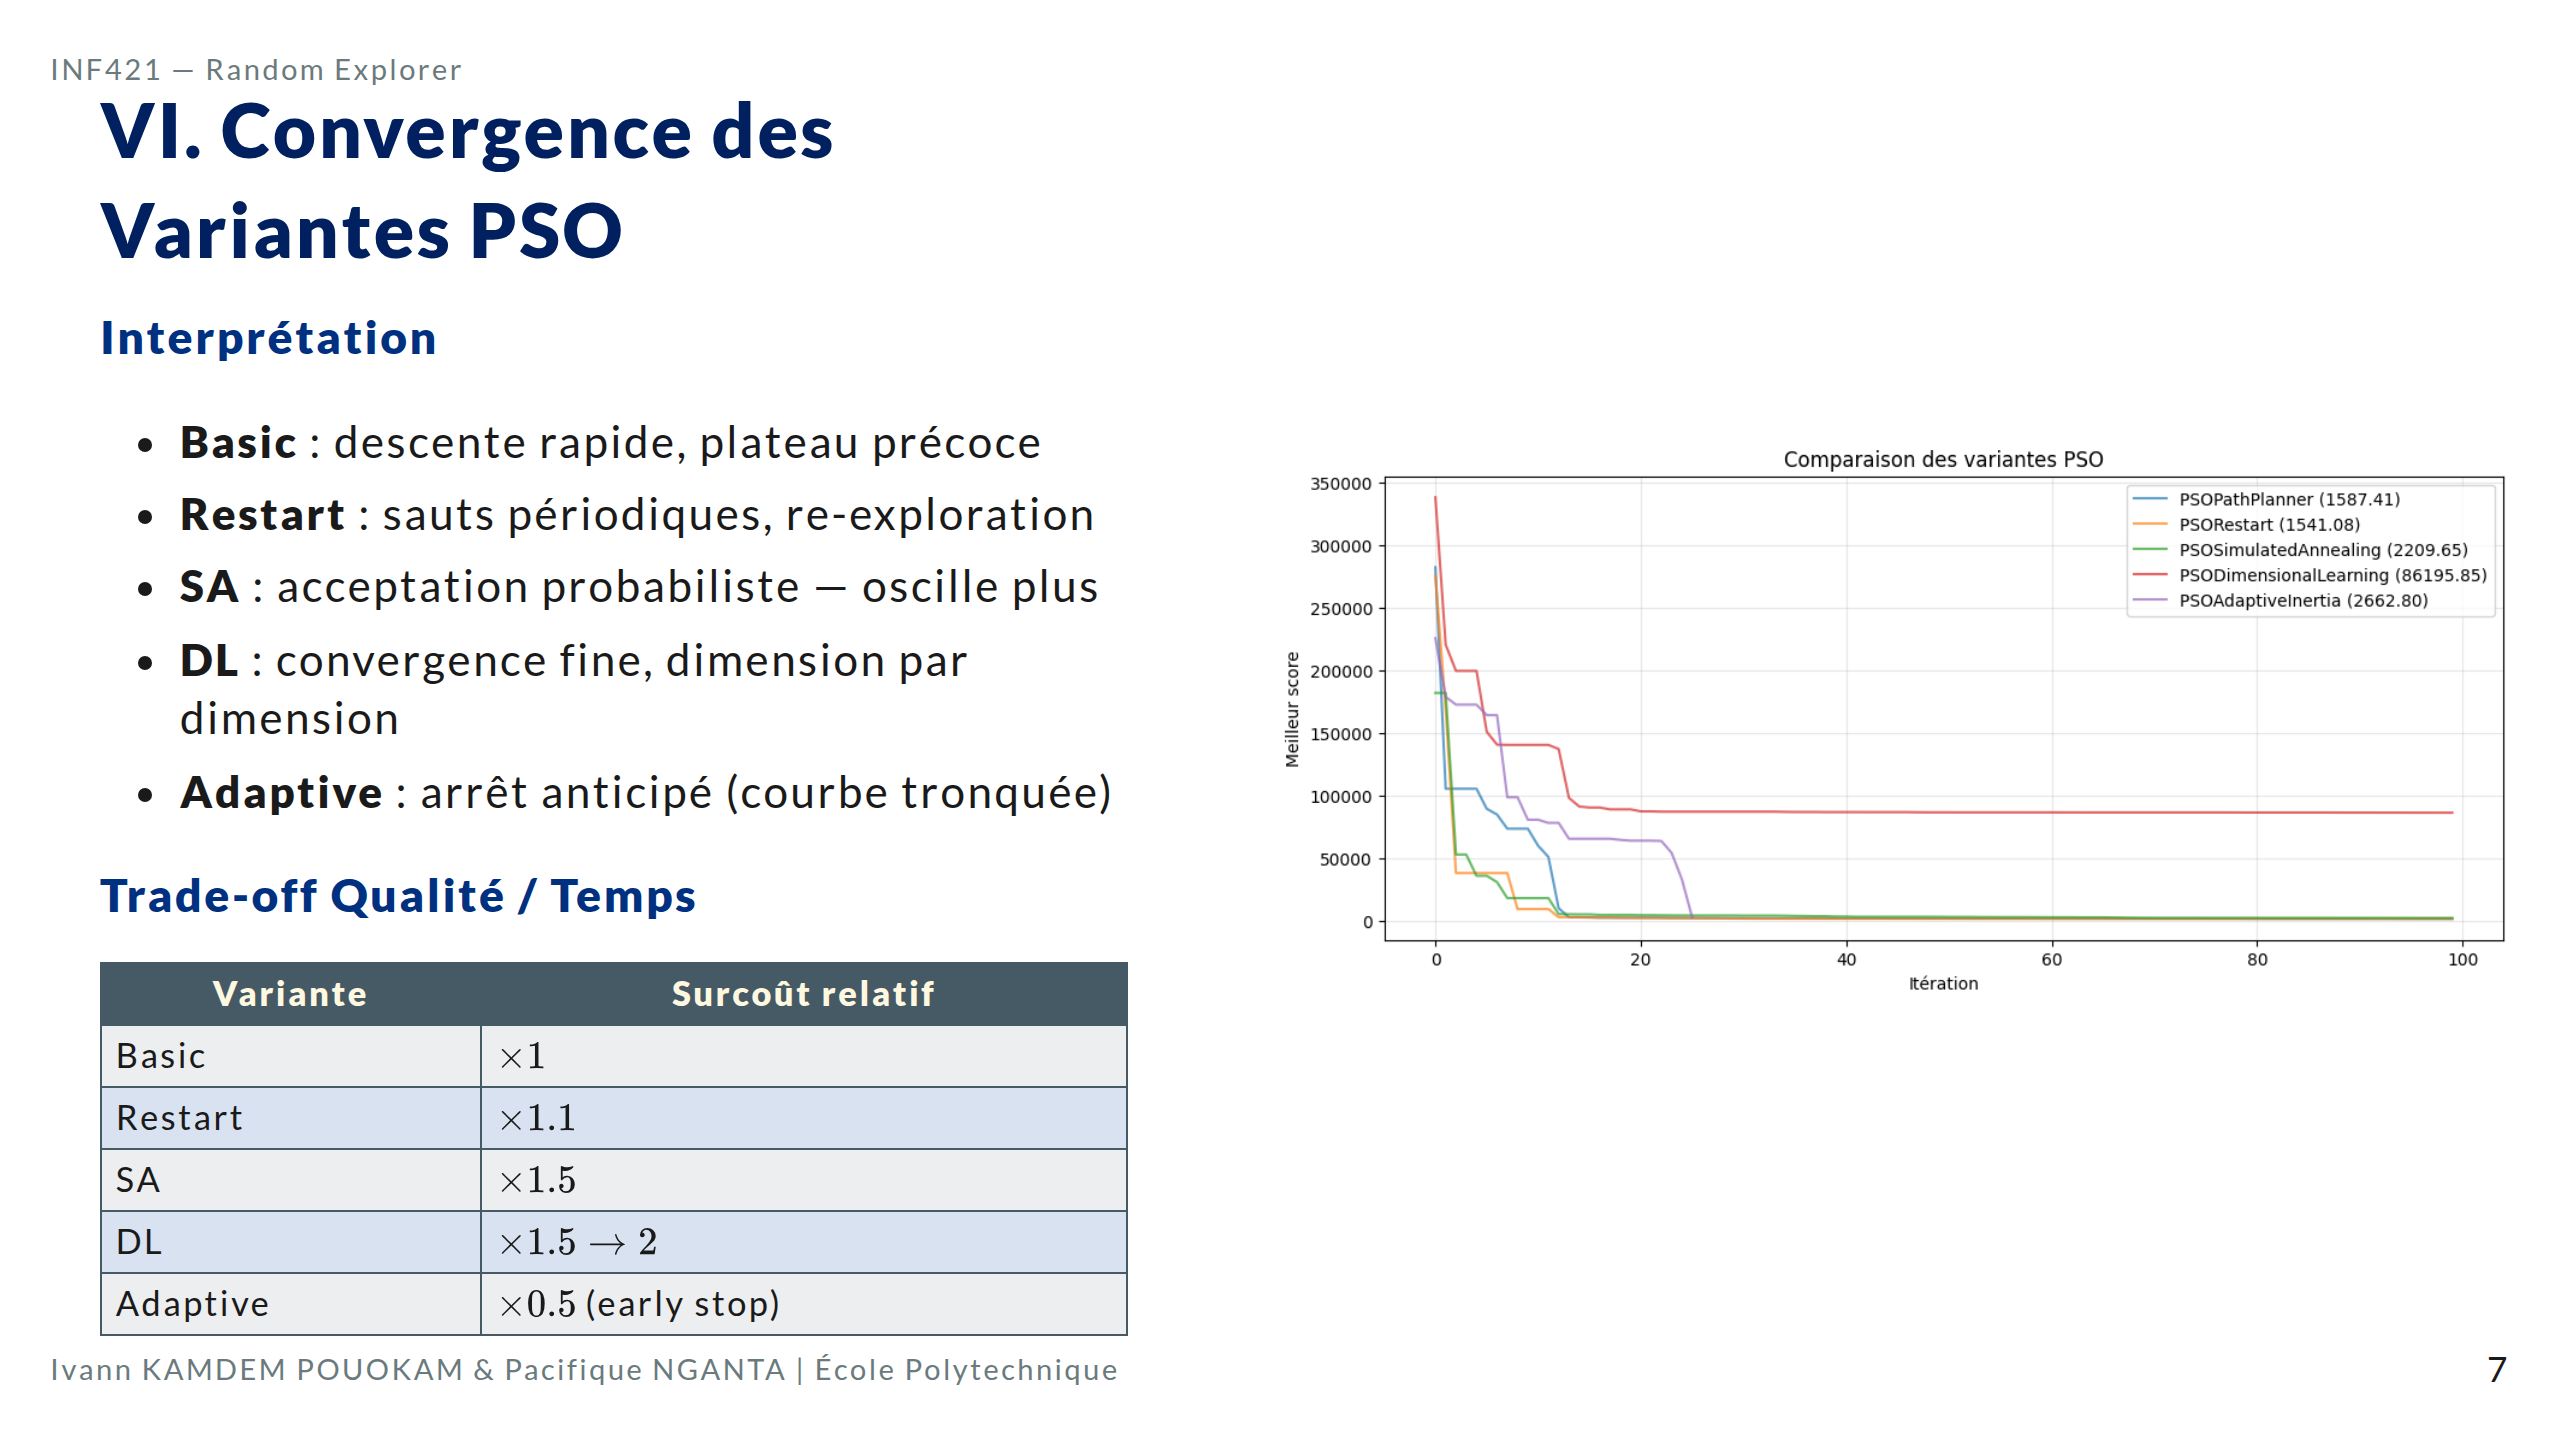 INF421 — Random Explorer
VI. Convergence des
Variantes PSO
Interprétation
• Basic : descente rapide, plateau précoce
• Restart : sauts périodiques, re-exploration
• SA : acceptation probabiliste — oscille plus
• DL : convergence fine, dimension par
dimension
• Adaptive : arrêt anticipé (courbe tronquée)
Trade-off Qualité / Temps
Variante Surcoût relatif
Basic ×1
Restart ×1.1
SA ×1.5
DL ×1.5 → 2
Adaptive ×0.5 (early stop)
Comparaison des variantes PSO
Meilleur score
350000
300000
250000
200000
150000
100000
50000
0
PSOPathPlanner (1587.41)
PSORestart (1541.08)
PSOSimulatedAnnealing (2209.65)
PSODimensionalLearning (86195.85)
PSOAdaptiveInertia (2662.80)
0 20 40 60 80 100
Itération
Ivann KAMDEM POUOKAM & Pacifique NGANTA | École Polytechnique
7